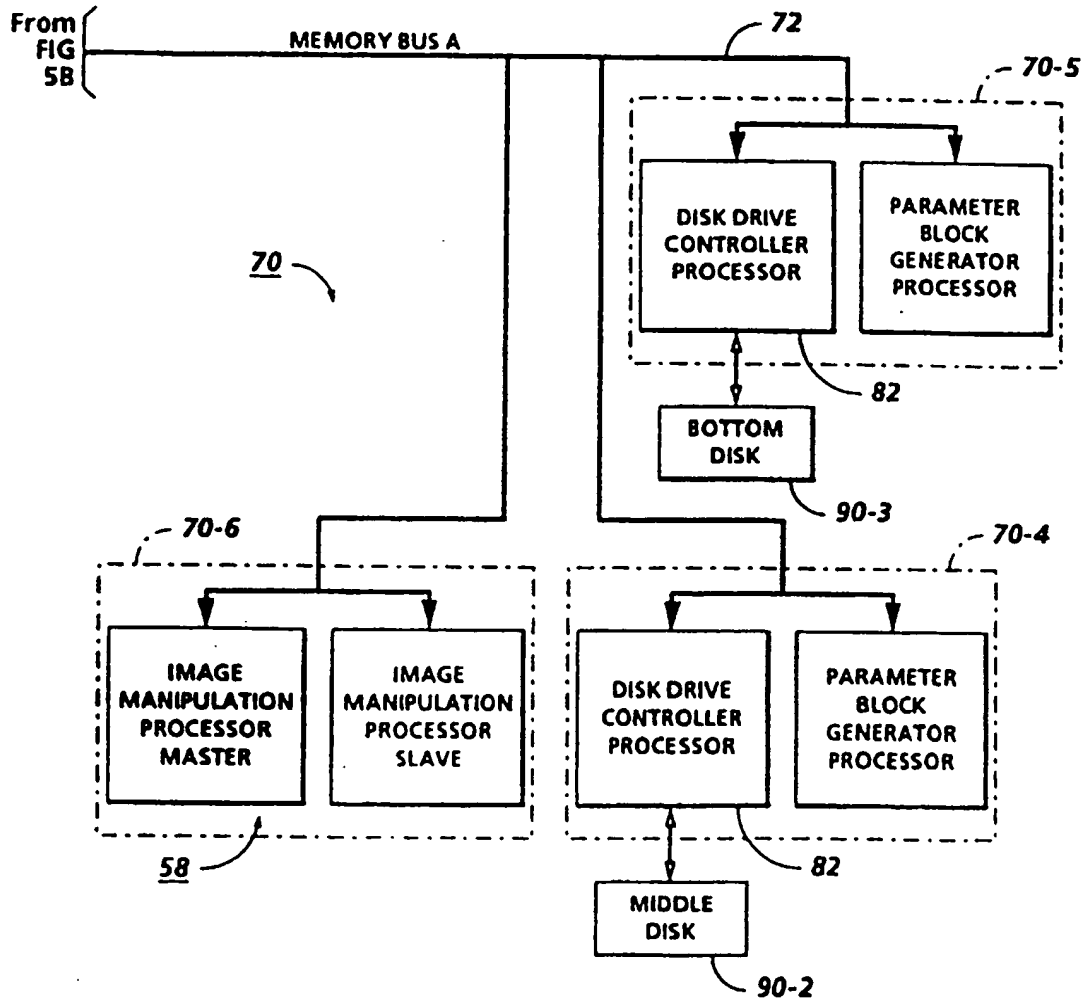 From
FIG
5B
MEMORY BUS A
72
70-5
DISK DRIVE
CONTROLLER
PROCESSOR
PARAMETER
BLOCK
GENERATOR
PROCESSOR
70
82
BOTTOM
DISK
90-3
70-6
70-4
IMAGE
MANIPULATION
PROCESSOR
MASTER
IMAGE
MANIPULATION
PROCESSOR
SLAVE
DISK DRIVE
CONTROLLER
PROCESSOR
PARAMETER
BLOCK
GENERATOR
PROCESSOR
58
82
MIDDLE
DISK
90-2